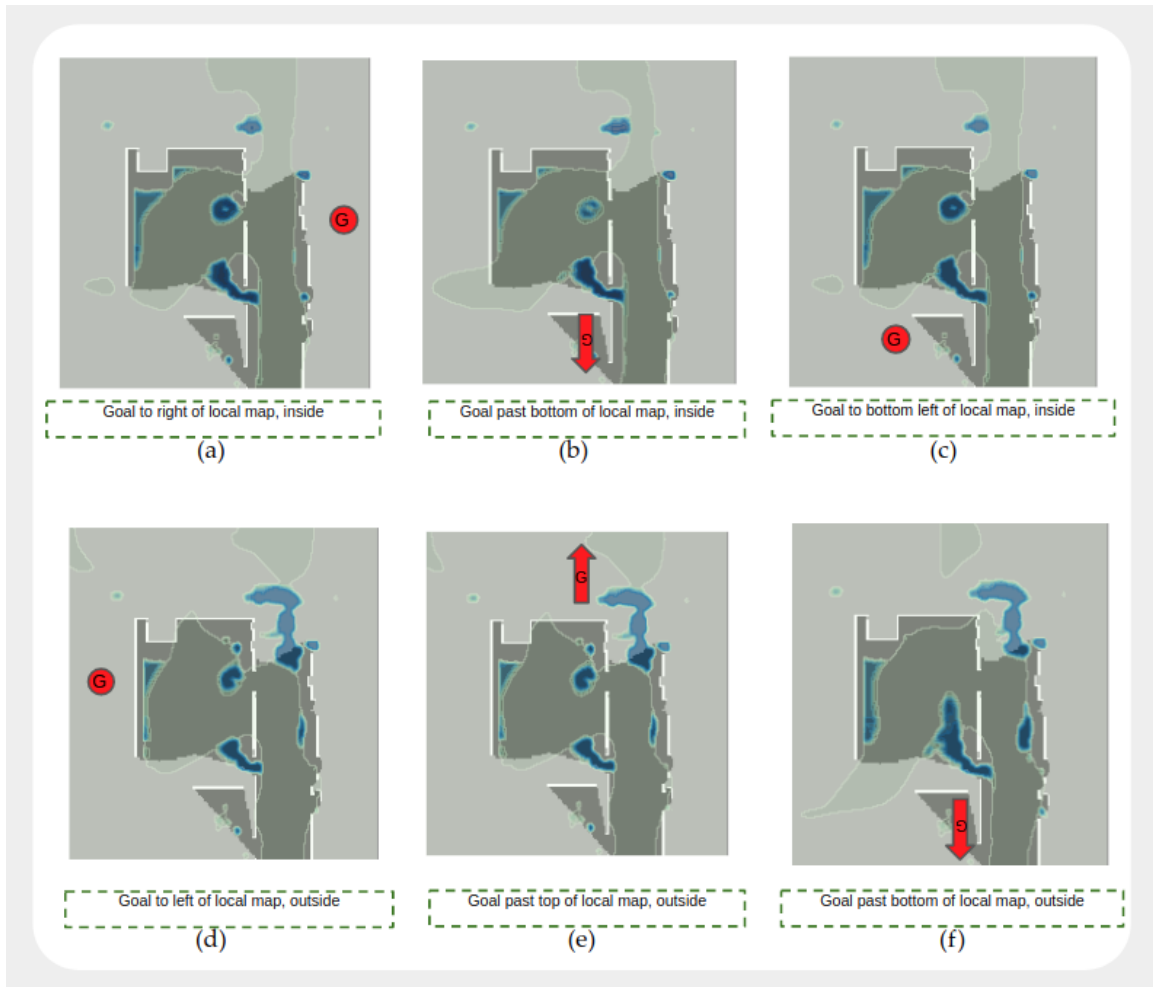 G
G
G
Goal to right of local map, inside
Goal past bottom of local map, inside
Goal to bottom left of local map, inside
(a)
(b)
(c)
G
G
G
Goal to left of local map, outside
Goal past top of local map, outside
Goal past bottom of local map, outside
(d)
(e)
(f)